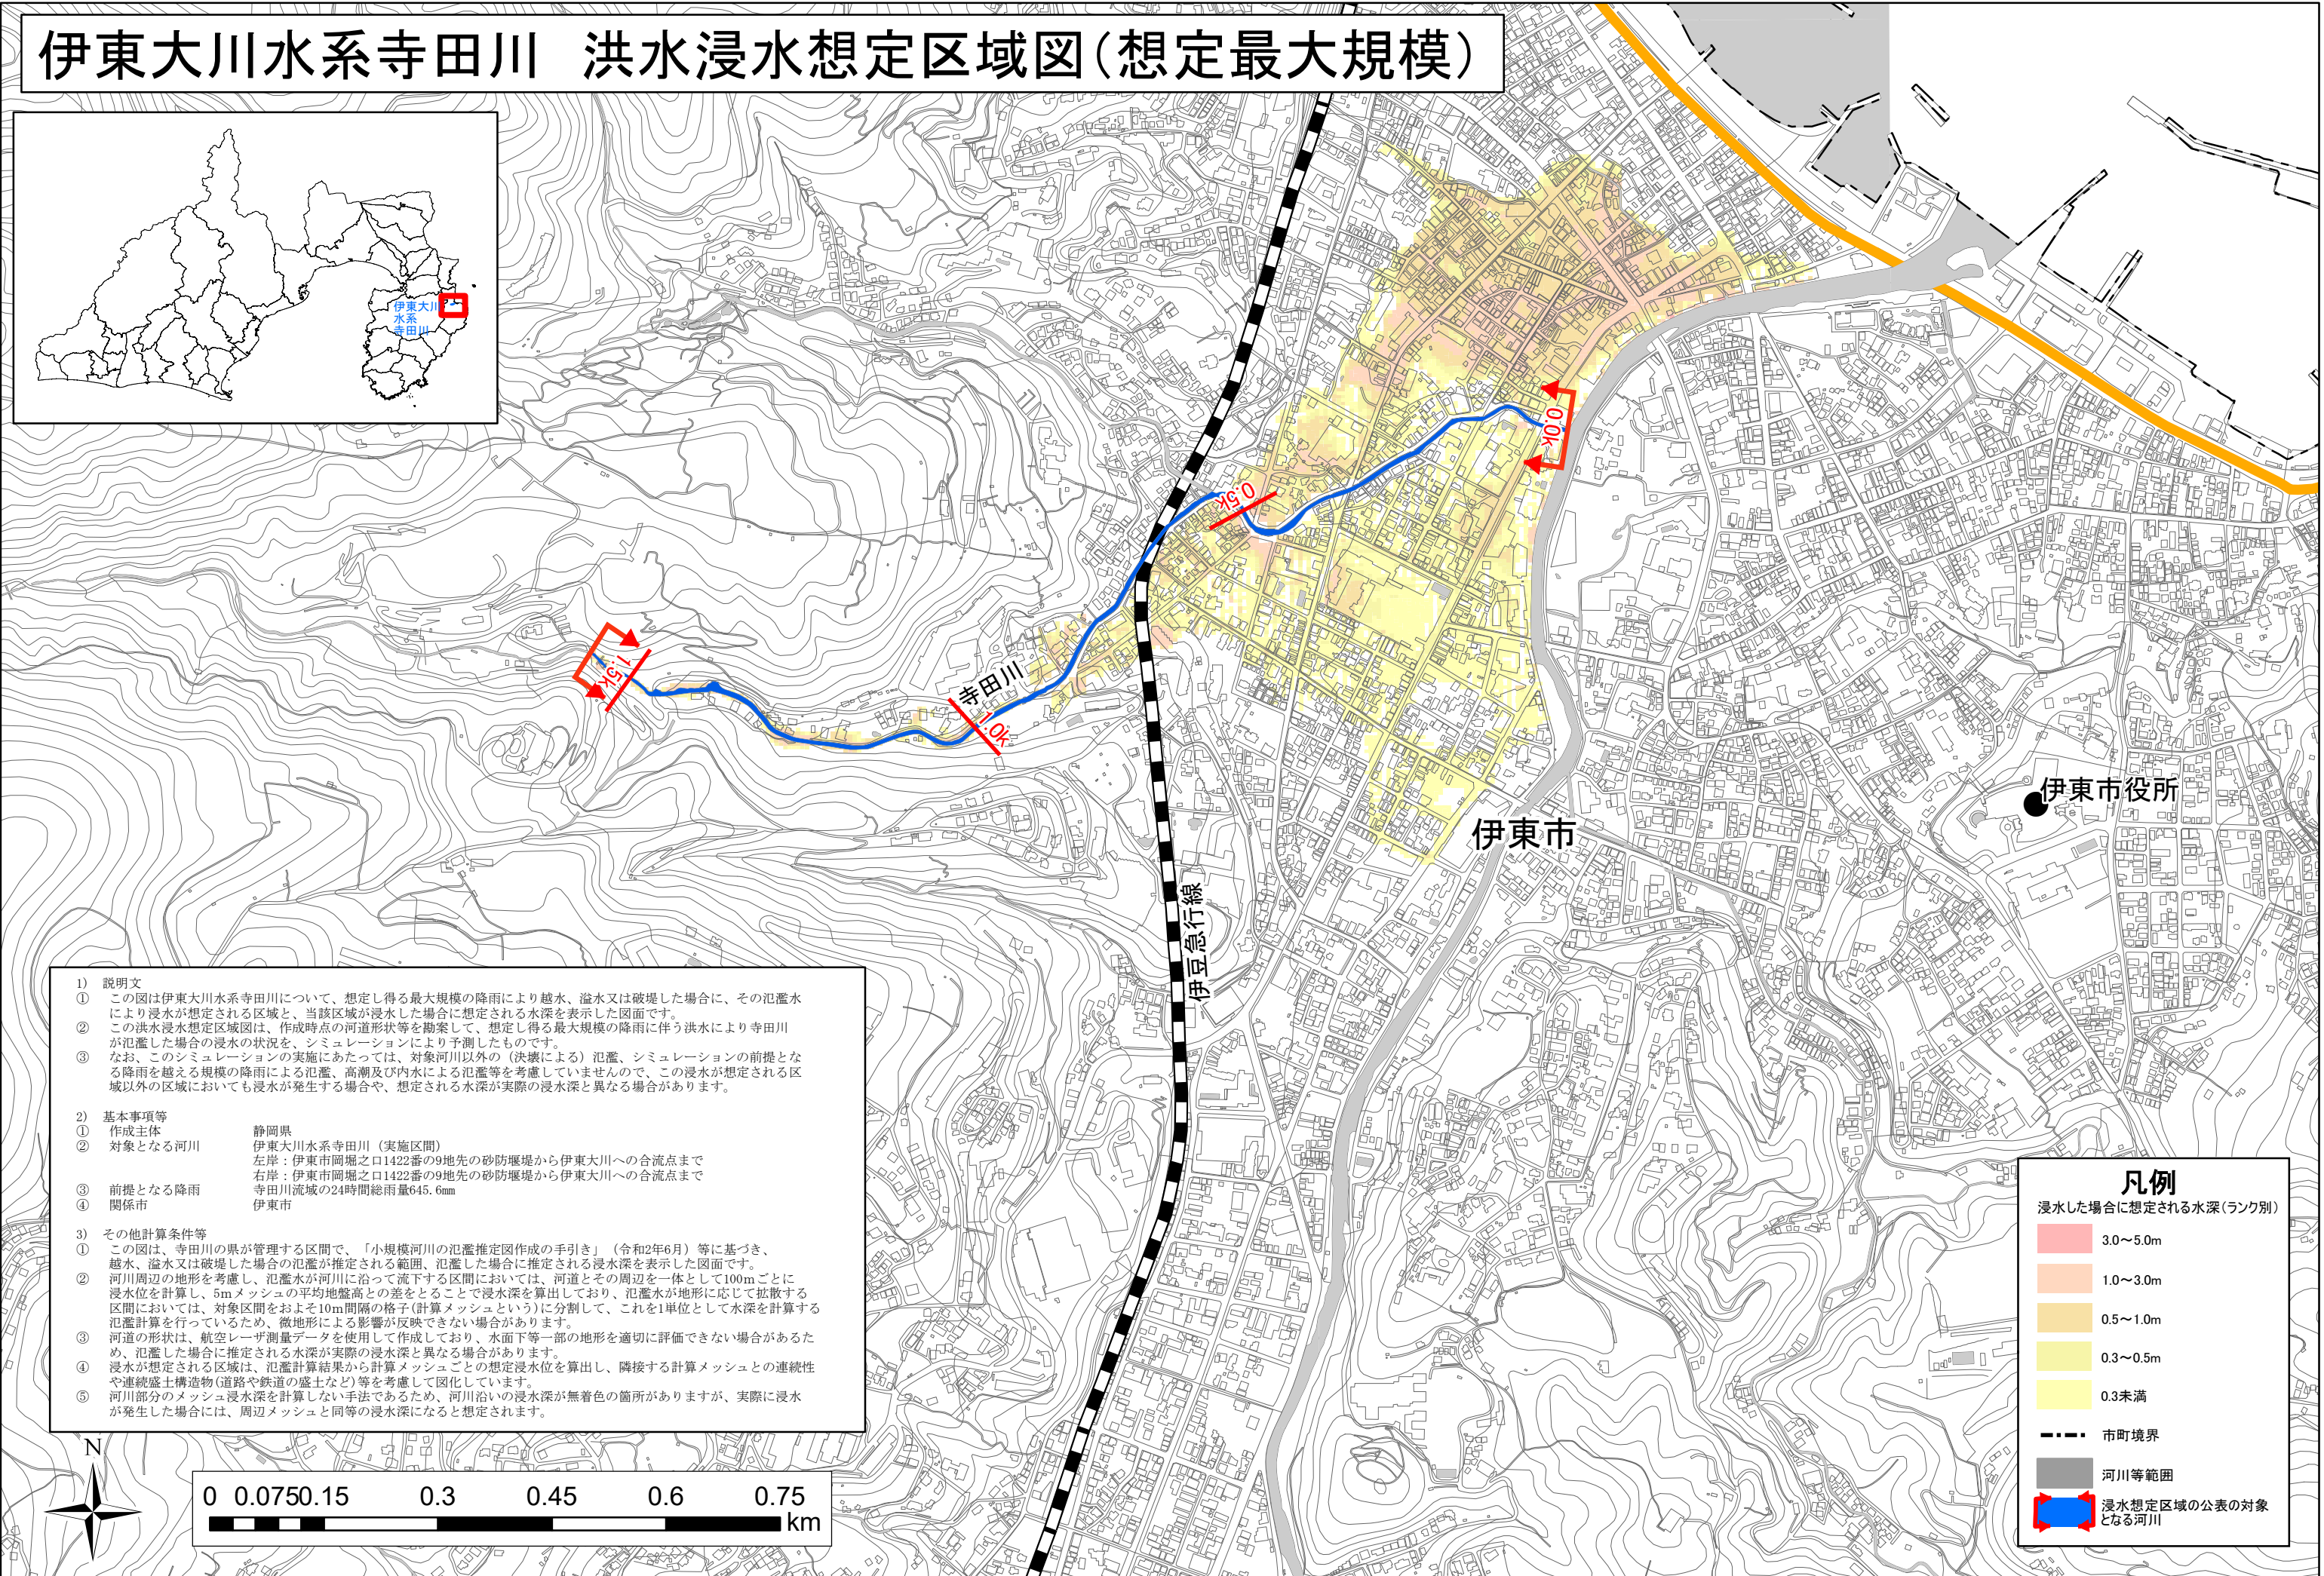 伊東大川水系寺田川 洪水浸水想定区域図(想定最大規模)
伊東大川
水系
寺田川
0.0k
0.5k
1.0k
1.5k
寺田川
伊東市役所
伊東市
伊豆急行線
1) 説明文
① この図は伊東大川水系寺田川について、想定し得る最大規模の降雨により越水、溢水又は破堤した場合に、その氾濫水
により浸水が想定される区域と、当該区域が浸水した場合に想定される水深を表示した図面です。
② この洪水浸水想定区域図は、作成時点の河道形状等を勘案して、想定し得る最大規模の降雨に伴う洪水により寺田川
が氾濫した場合の浸水の状況を、シミュレーションにより予測したものです。
③ なお、このシミュレーションの実施にあたっては、対象河川以外の(決壊による)氾濫、シミュレーションの前提とな
る降雨を越える規模の降雨による氾濫、高潮及び内水による氾濫等を考慮していませんので、この浸水が想定される区
域以外の区域においても浸水が発生する場合や、想定される水深が実際の浸水深と異なる場合があります。
2) 基本事項等
① 作成主体 静岡県
② 対象となる河川 伊東大川水系寺田川(実施区間)
左岸:伊東市岡堀之口1422番の9地先の砂防堰堤から伊東大川への合流点まで
右岸:伊東市岡堀之口1422番の9地先の砂防堰堤から伊東大川への合流点まで
③ 前提となる降雨 寺田川流域の24時間総雨量645.6mm
④ 関係市 伊東市
3) その他計算条件等
① この図は、寺田川の県が管理する区間で、「小規模河川の氾濫推定図作成の手引き」(令和2年6月)等に基づき、
越水、溢水又は破堤した場合の氾濫が推定される範囲、氾濫した場合に推定される浸水深を表示した図面です。
② 河川周辺の地形を考慮し、氾濫水が河川に沿って流下する区間においては、河道とその周辺を一体として100mごとに
浸水位を計算し、5mメッシュの平均地盤高との差をとることで浸水深を算出しており、氾濫水が地形に応じて拡散する
区間においては、対象区間をおよそ10m間隔の格子(計算メッシュという)に分割して、これを1単位として水深を計算する
氾濫計算を行っているため、微地形による影響が反映できない場合があります。
③ 河道の形状は、航空レーザ測量データを使用して作成しており、水面下等一部の地形を適切に評価できない場合があるた
め、氾濫した場合に推定される水深が実際の浸水深と異なる場合があります。
④ 浸水が想定される区域は、氾濫計算結果から計算メッシュごとの想定浸水位を算出し、隣接する計算メッシュとの連続性
や連続盛土構造物(道路や鉄道の盛土など)等を考慮して図化しています。
⑤ 河川部分のメッシュ浸水深を計算しない手法であるため、河川沿いの浸水深が無着色の箇所がありますが、実際に浸水
が発生した場合には、周辺メッシュと同等の浸水深になると想定されます。
N
0 0.075 0.15 0.3 0.45 0.6 0.75
km
凡例
浸水した場合に想定される水深(ランク別)
3.0~5.0m
1.0~3.0m
0.5~1.0m
0.3~0.5m
0.3未満
市町境界
河川等範囲
浸水想定区域の公表の対象
となる河川